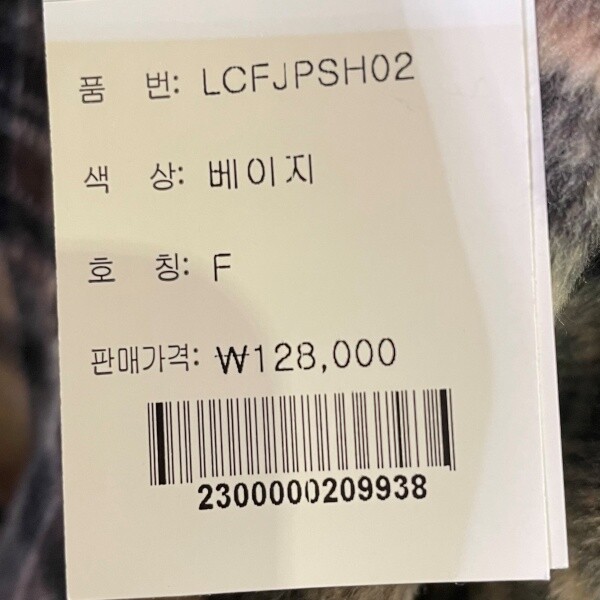 품 번: LCFJPSH02
색 상: 베이지
호 칭: F
판매가격: ₩128,000
2300000209938